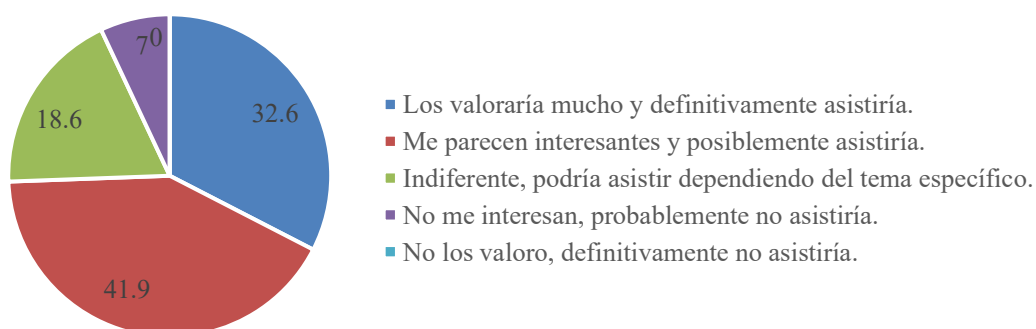 7
0
32.6
18.6
41.9
Los valoraría mucho y definitivamente asistiría.
Me parecen interesantes y posiblemente asistiría.
Indiferente, podría asistir dependiendo del tema específico.
No me interesan, probablemente no asistiría.
No los valoro, definitivamente no asistiría.